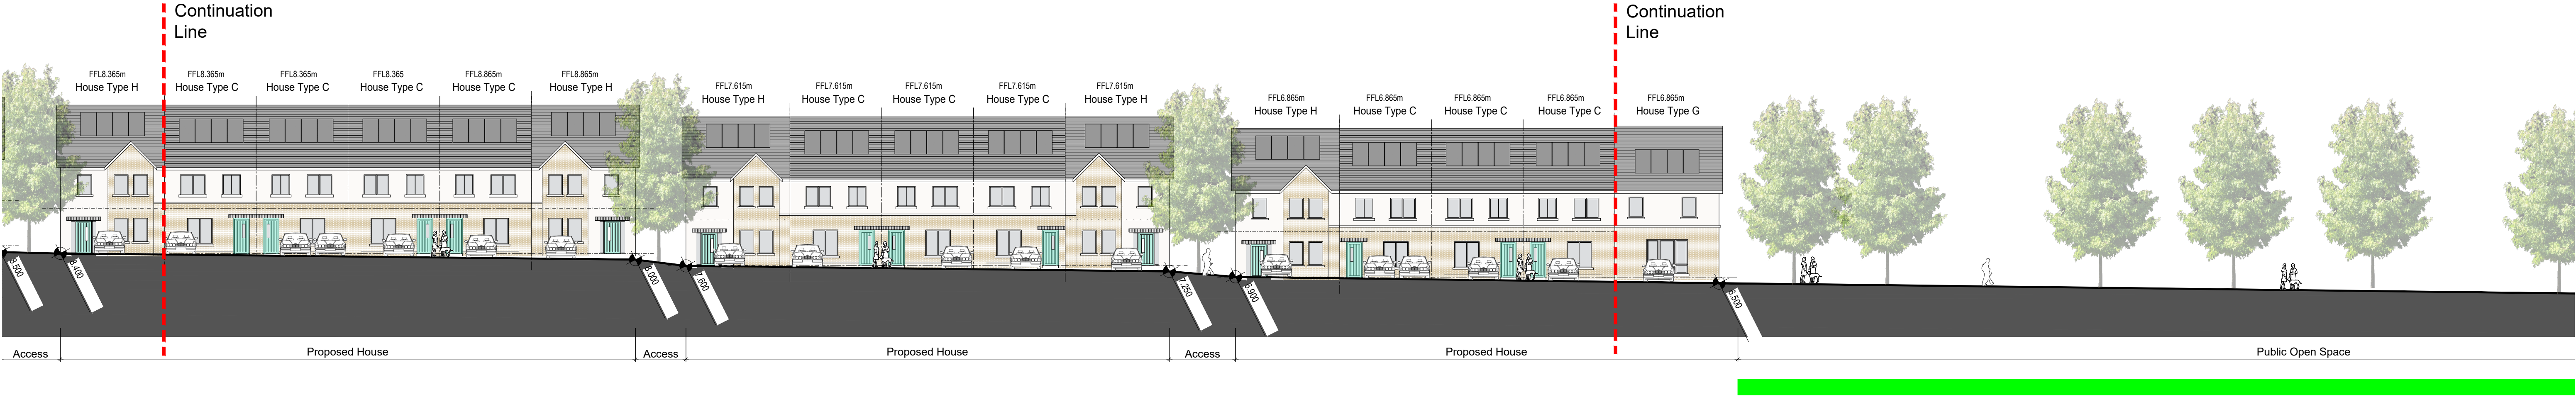 Continuation
Line
Continuation
Line
FFL8.365m
House Type H
FFL8.365m
House Type C
FFL8.365m
House Type C
FFL8.365
House Type C
FFL8.865m
House Type C
FFL8.865m
House Type H
FFL7.615m
House Type H
FFL7.615m
House Type C
FFL7.615m
House Type C
FFL7.615m
House Type C
FFL7.615m
House Type H
FFL6.865m
House Type H
FFL6.865m
House Type C
FFL6.865m
House Type C
FFL6.865m
House Type C
FFL6.865m
House Type G
8.500
8.400
8.000
7.600
7.250
6.900
6.500
Access
Proposed House
Access
Proposed House
Access
Proposed House
Public Open Space